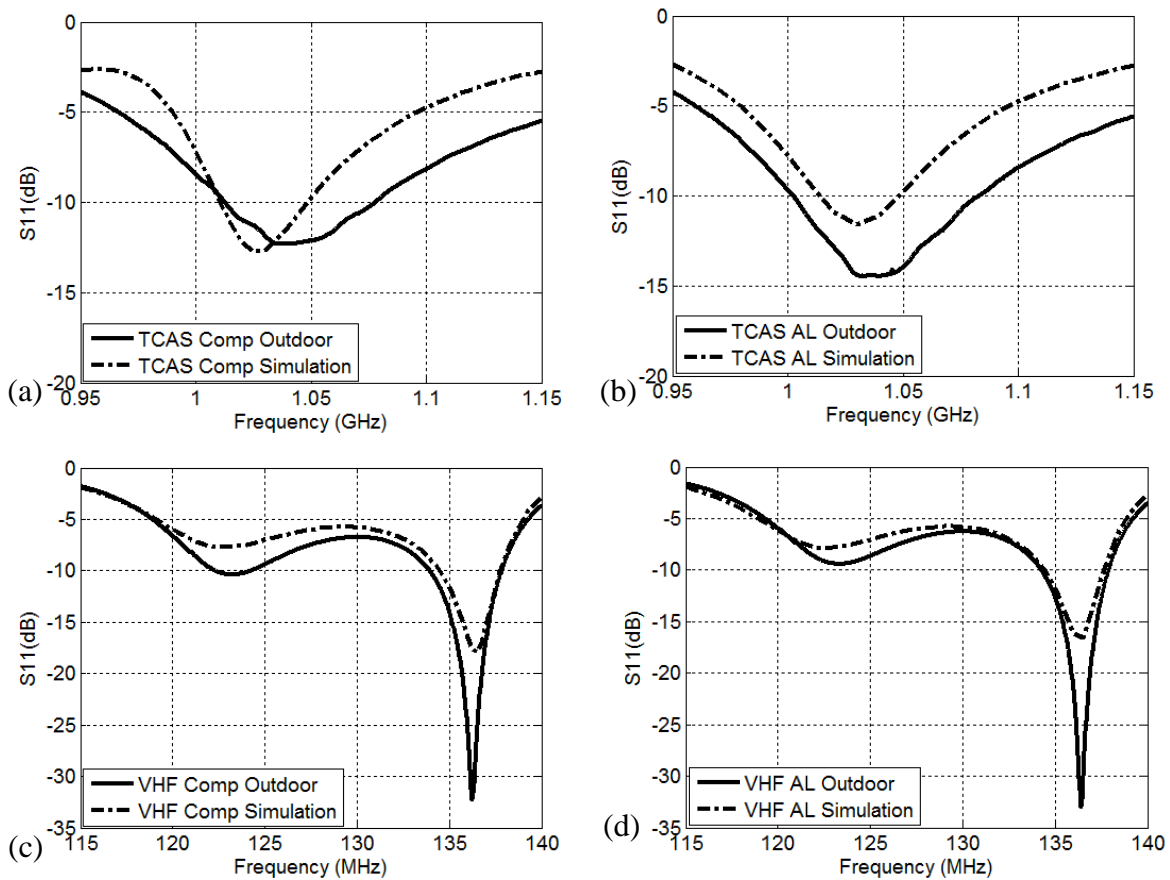 0
-5
-10
-15
-20
S11(dB)
TCAS Comp Outdoor
TCAS Comp Simulation
0.95 1 1.05 1.1 1.15
Frequency (GHz)
(a)
0
-5
-10
-15
-20
S11(dB)
TCAS AL Outdoor
TCAS AL Simulation
0.95 1 1.05 1.1 1.15
Frequency (GHz)
(b)
0
-5
-10
-15
-20
-25
-30
-35
S11(dB)
VHF Comp Outdoor
VHF Comp Simulation
115 120 125 130 135 140
Frequency (MHz)
(c)
0
-5
-10
-15
-20
-25
-30
-35
S11(dB)
VHF AL Outdoor
VHF AL Simulation
115 120 125 130 135 140
Frequency (MHz)
(d)